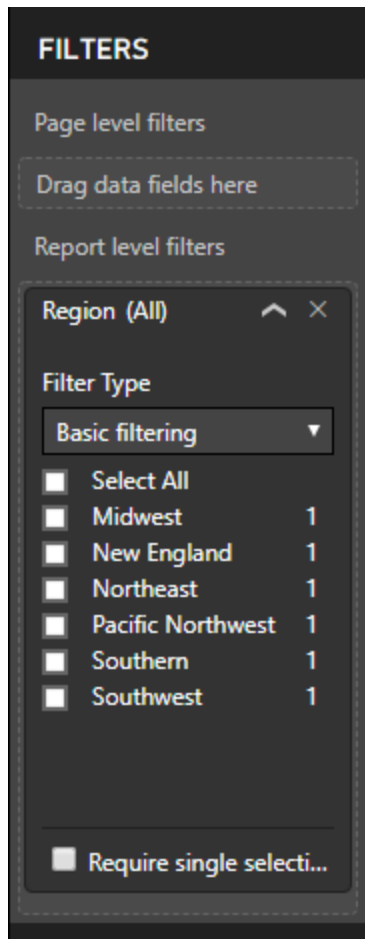 FILTERS
Page level filters
Drag data fields here
Report level filters
Region (All)
Filter Type
Basic filtering
Select All
Midwest 1
New England 1
Northeast 1
Pacific Northwest 1
Southern 1
Southwest 1
Require single selecti...